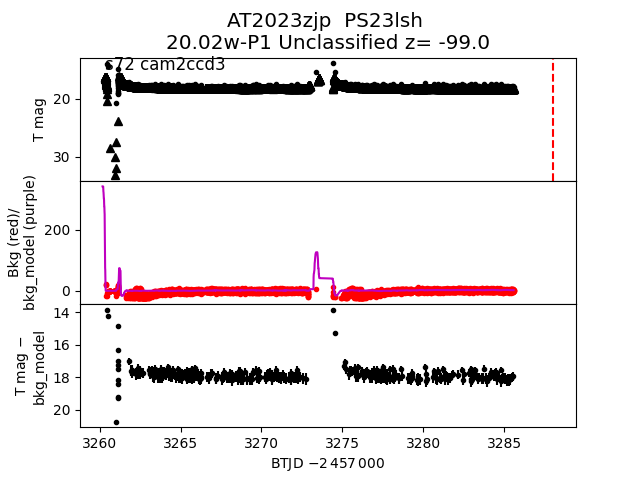 AT2023zjp  PS23lsh
20.02w-P1 Unclassified z= -99.0
s72 cam2ccd3
T mag
20
30
Bkg (red)/
bkg_model (purple)
200
0
T mag −
bkg_model
14
16
18
20
3260 3265 3270 3275 3280 3285
BTJD −2 457 000